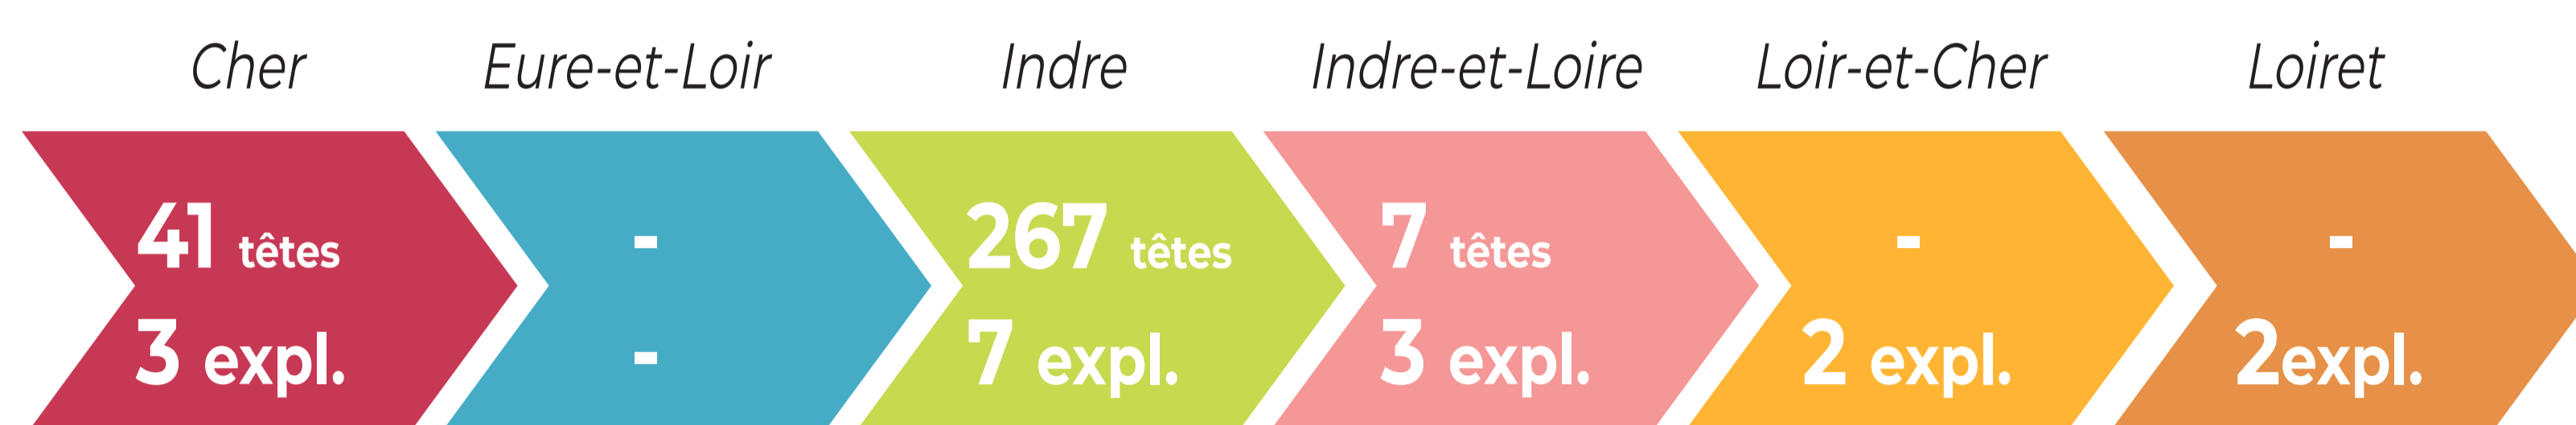 Cher
Eure-et-Loir
Indre
Indre-et-Loire
Loir-et-Cher
Loiret
41 têtes
3 expl.
-
-
267 têtes
7 expl.
7 têtes
3 expl.
-
2 expl.
-
2expl.